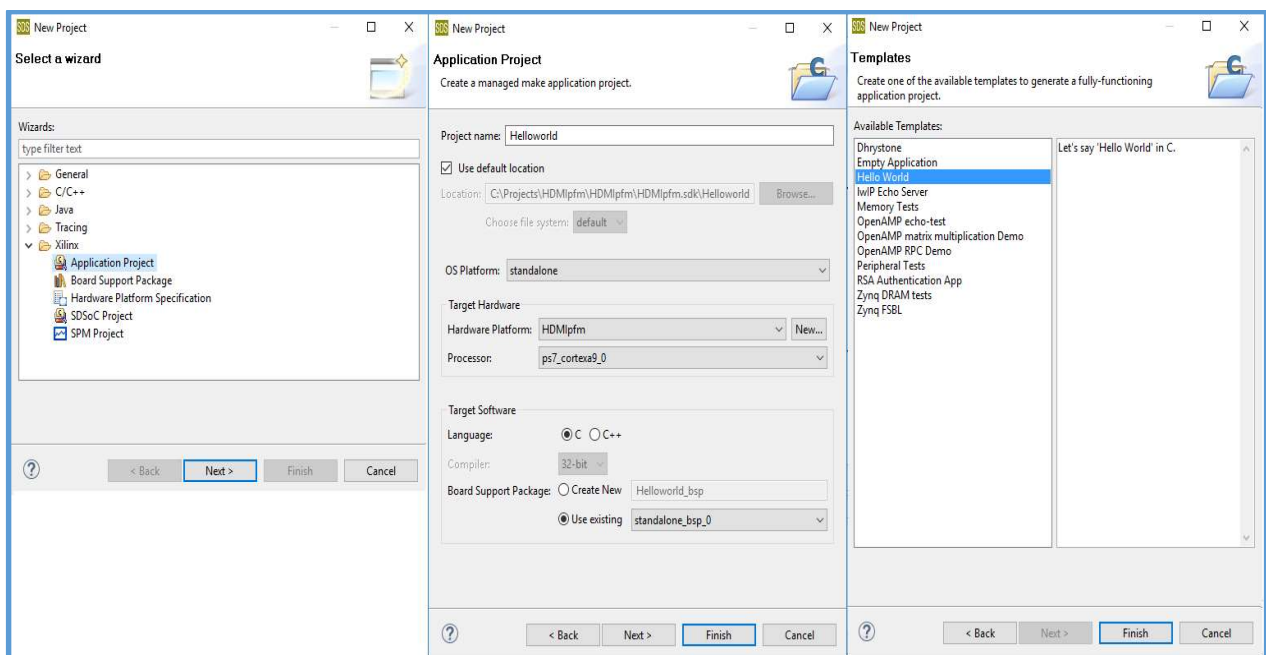 SDS New Project
Select a wizard
Wizards:
type filter text
General
C/C++
Java
Tracing
Xilinx
Application Project
Board Support Package
Hardware Platform Specification
SDSoC Project
SPM Project
< Back Next > Finish Cancel
SDS New Project
Application Project
Create a managed make application project.
Project name: Helloworld
Use default location
Location: C:\Projects\HDMIpfm\HDMIpfm\HDMIpfm.sdk\Helloworld Browse...
Choose file system: default
OS Platform: standalone
Target Hardware
Hardware Platform: HDMIpfm New...
Processor: ps7_cortexa9_0
Target Software
Language: C C++
Compiler: 32-bit
Board Support Package: Create New Helloworld_bsp
Use existing standalone_bsp_0
< Back Next > Finish Cancel
SDS New Project
Templates
Create one of the available templates to generate a fully-functioning
application project.
Available Templates:
Dhrystone
Empty Application
Hello World
lwIP Echo Server
Memory Tests
OpenAMP echo-test
OpenAMP matrix multiplication Demo
OpenAMP RPC Demo
Peripheral Tests
RSA Authentication App
Zynq DRAM tests
Zynq FSBL
Let's say 'Hello World' in C.
< Back Next > Finish Cancel